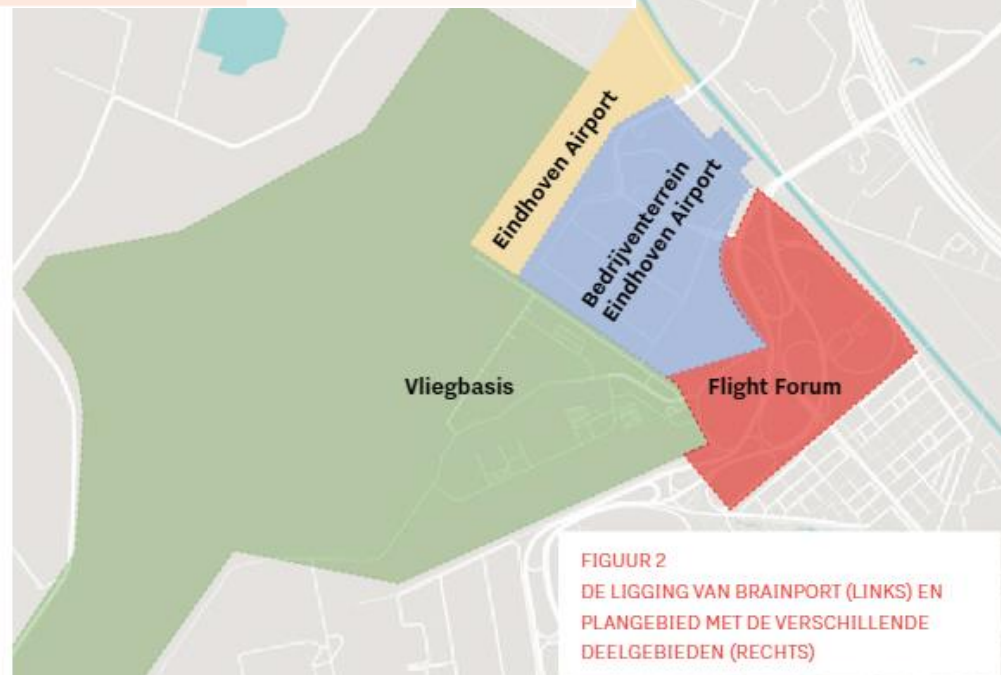 Eindhoven Airport
Bedrijventerrein
Eindhoven Airport
Vliegbasis
Flight Forum
FIGUUR 2
DE LIGGING VAN BRAINPORT (LINKS) EN
PLANGEBIED MET DE VERSCHILLENDE
DEELGEBIEDEN (RECHTS)